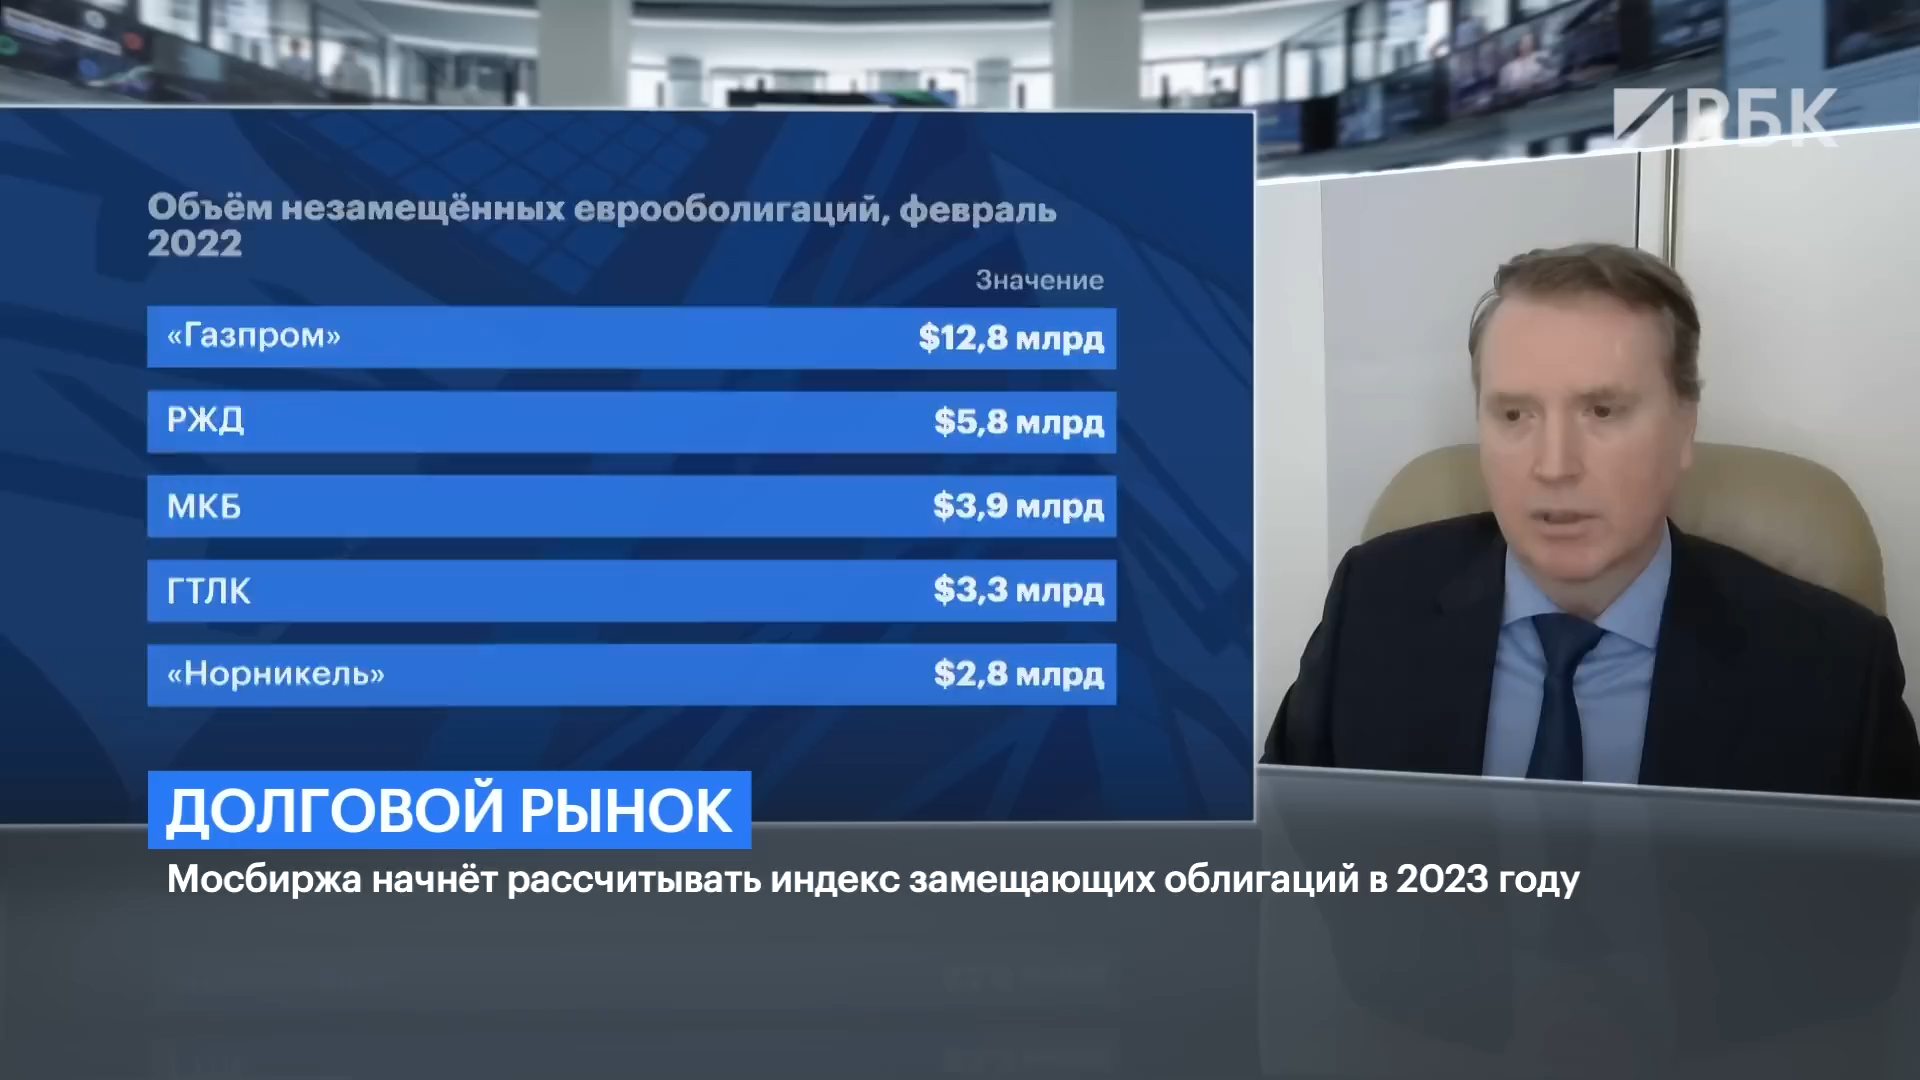 РБК
Объём незамещённых еврооболигаций, февраль
2022
Значение
«Газпром» $12,8 млрд
РЖД $5,8 млрд
МКБ $3,9 млрд
ГТЛК $3,3 млрд
«Норникель» $2,8 млрд
ДОЛГОВОЙ РЫНОК
Мосбиржа начнёт рассчитывать индекс замещающих облигаций в 2023 году